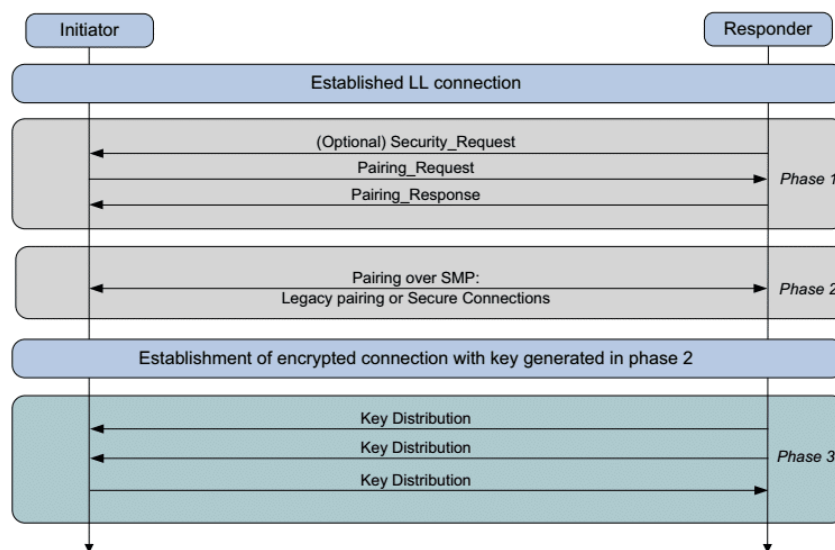 Initiator
Responder
Established LL connection
(Optional) Security_Request
Pairing_Request
Phase 1
Pairing_Response
Pairing over SMP:
Phase 2
Legacy pairing or Secure Connections
Establishment of encrypted connection with key generated in phase 2
Key Distribution
Key Distribution
Phase 3
Key Distribution